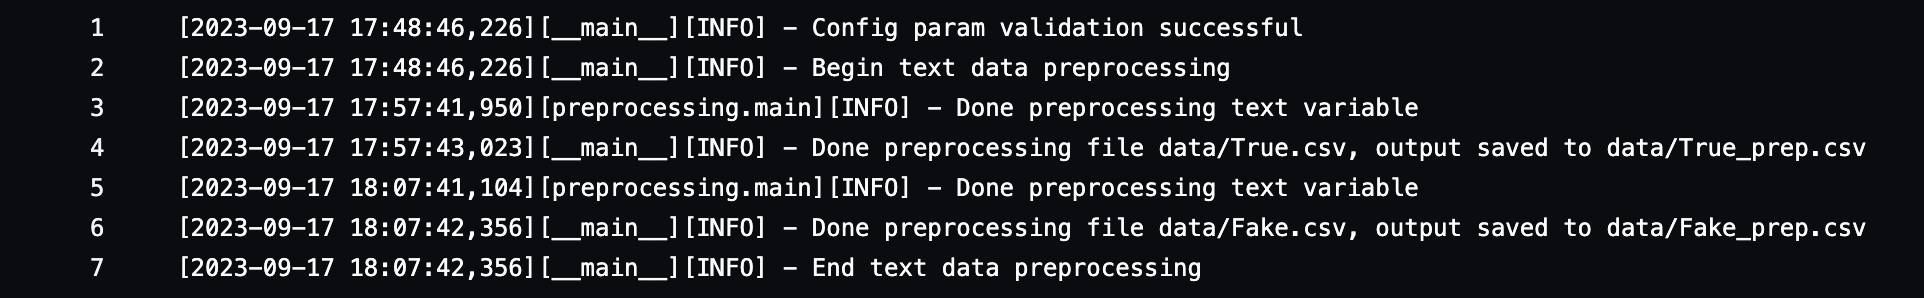 1 [2023-09-17 17:48:46,226][__main__][INFO] - Config param validation successful
2 [2023-09-17 17:48:46,226][__main__][INFO] - Begin text data preprocessing
3 [2023-09-17 17:57:41,950][preprocessing.main][INFO] - Done preprocessing text variable
4 [2023-09-17 17:57:43,023][__main__][INFO] - Done preprocessing file data/True.csv, output saved to data/True_prep.csv
5 [2023-09-17 18:07:41,104][preprocessing.main][INFO] - Done preprocessing text variable
6 [2023-09-17 18:07:42,356][__main__][INFO] - Done preprocessing file data/Fake.csv, output saved to data/Fake_prep.csv
7 [2023-09-17 18:07:42,356][__main__][INFO] - End text data preprocessing